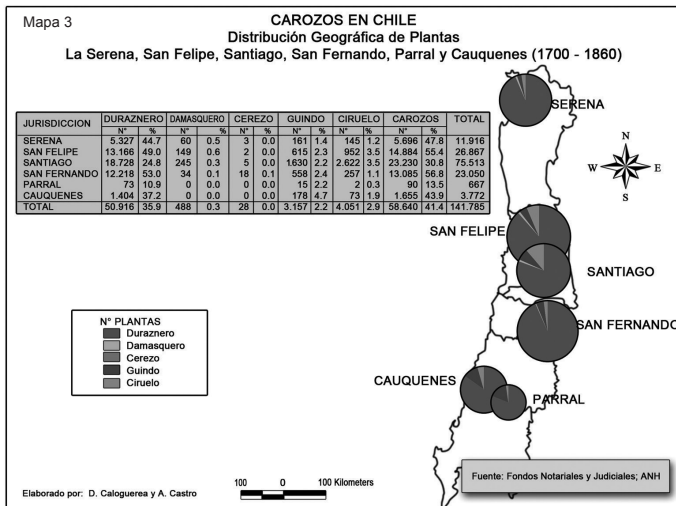 Mapa 3
CAROZOS EN CHILE
Distribución Geográfica de Plantas
La Serena, San Felipe, Santiago, San Fernando, Parral y Cauquenes (1700 - 1860)
JURISDICCION DURAZNERO DAMASQUERO CEREZO GUINDO CIRUELO CAROZOS TOTAL
N° % N° % N° % N° % N° % N° %
SERENA 5.327 44.7 60 0.5 3 0.0 161 1.4 145 1.2 5.696 47.8 11.916
SAN FELIPE 13.166 49.0 149 0.6 2 0.0 615 2.3 952 3.5 14.884 55.4 26.867
SANTIAGO 18.728 24.8 245 0.3 5 0.0 1.630 2.2 2.622 3.5 23.230 30.8 75.513
SAN FERNANDO 12.218 53.0 34 0.1 18 0.1 558 2.4 257 1.1 13.085 56.8 23.050
PARRAL 73 10.9 0 0.0 0 0.0 15 2.2 2 0.3 90 13.5 667
CAUQUENES 1.404 37.2 0 0.0 0 0.0 178 4.7 73 1.9 1.655 43.9 3.772
TOTAL 50.916 35.9 488 0.3 28 0.0 3.157 2.2 4.051 2.9 58.640 41.4 141.785
SERENA
N
W E
S
SAN FELIPE
SANTIAGO
SAN FERNANDO
CAUQUENES
PARRAL
N° PLANTAS
Duraznero
Damasquero
Cerezo
Guindo
Ciruelo
Fuente: Fondos Notariales y Judiciales; ANH
Elaborado por: D. Caloguerea y A. Castro
100 0 100 Kilometers